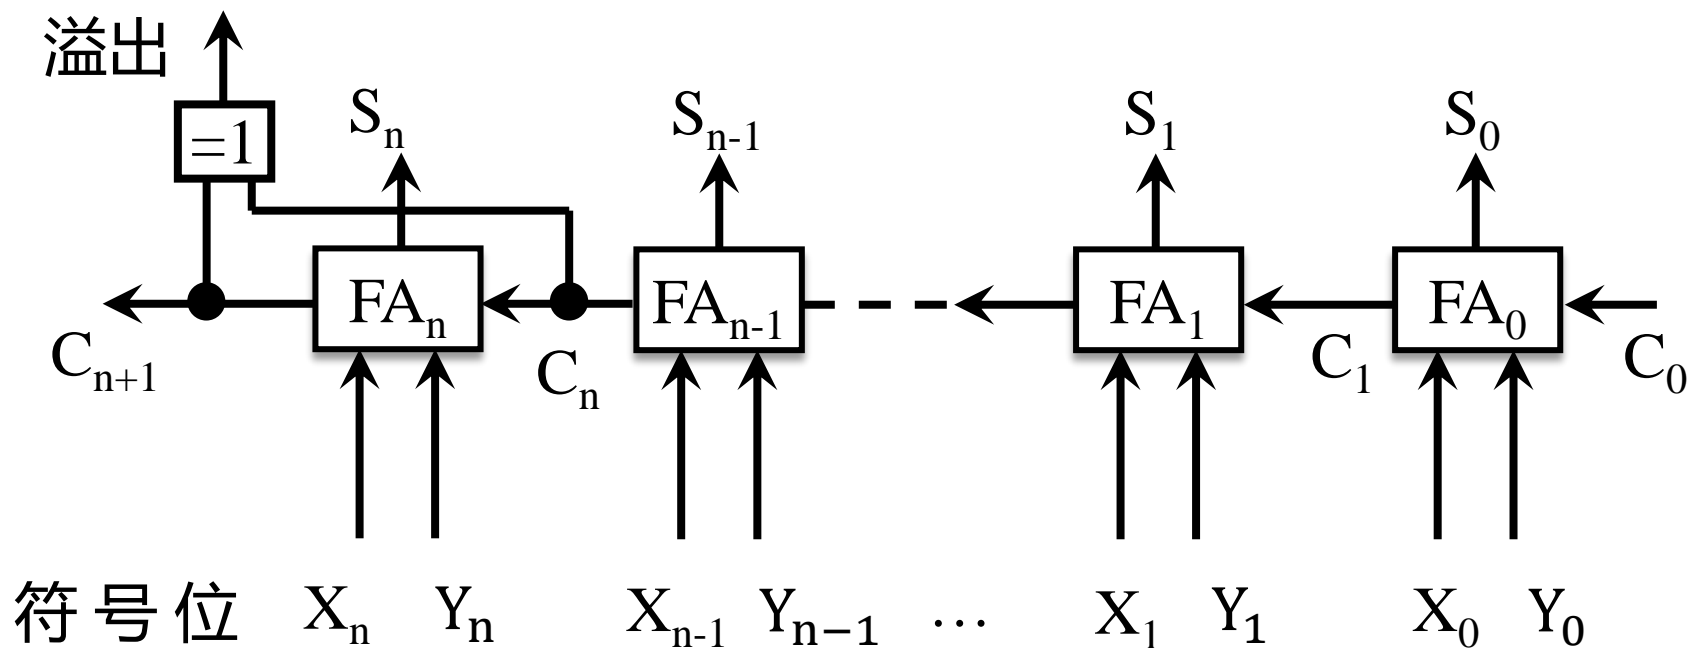 溢出
=1
Sₙ Sₙ₋₁ S₁ S₀
FAₙ FAₙ₋₁ FA₁ FA₀
Cₙ₊₁ Cₙ C₁ C₀
符号位 Xₙ Yₙ Xₙ₋₁ Yₙ₋₁ … X₁ Y₁ X₀ Y₀